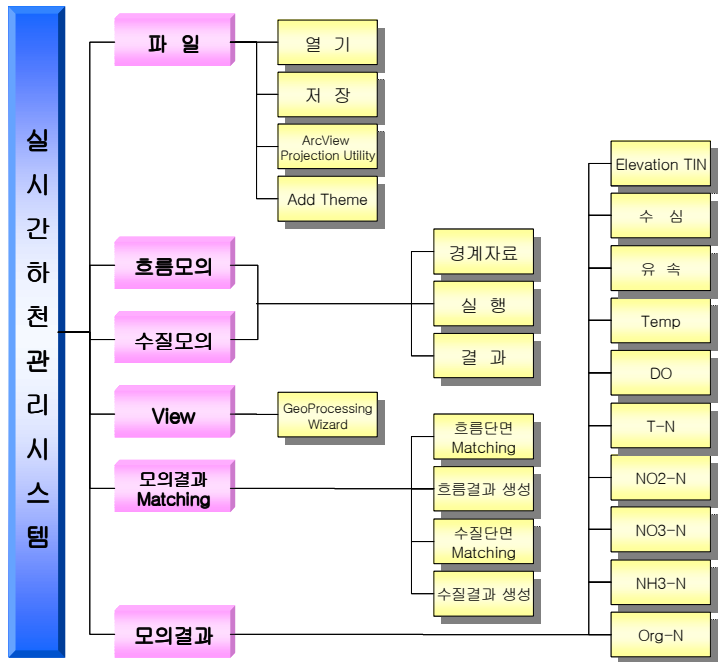 실시간하천관리시스템
파 일
열 기
저 장
ArcView
Projection Utility
Add Theme
흐름모의
수질모의
경계자료
실 행
결 과
View
GeoProcessing
Wizard
모의결과
Matching
흐름단면
Matching
흐름결과 생성
수질단면
Matching
수질결과 생성
모의결과
Elevation TIN
수 심
유 속
Temp
DO
T-N
NO2-N
NO3-N
NH3-N
Org-N